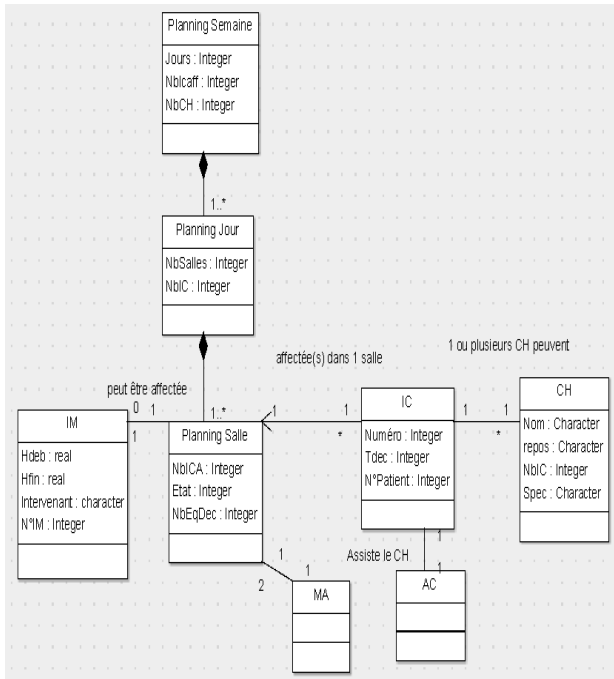 Planning Semaine
Jours : Integer
Nblcaff : Integer
NbCH : Integer
1..*
Planning Jour
NbSalles : Integer
NbIC : Integer
affectée(s) dans 1 salle
1 ou plusieurs CH peuvent
peut être affectée
0
1
1
1..*
1
1
*
1
1
*
IM
Hdeb : real
Hfin : real
Intervenant : character
N°IM : Integer
Planning Salle
NbICA : Integer
Etat : Integer
NbEqDec : Integer
IC
Numéro : Integer
Tdec : Integer
N°Patient : Integer
CH
Nom : Character
repos : Character
NbIC : Integer
Spec : Character
1
2
1
Assiste le CH
1
1
MA
AC